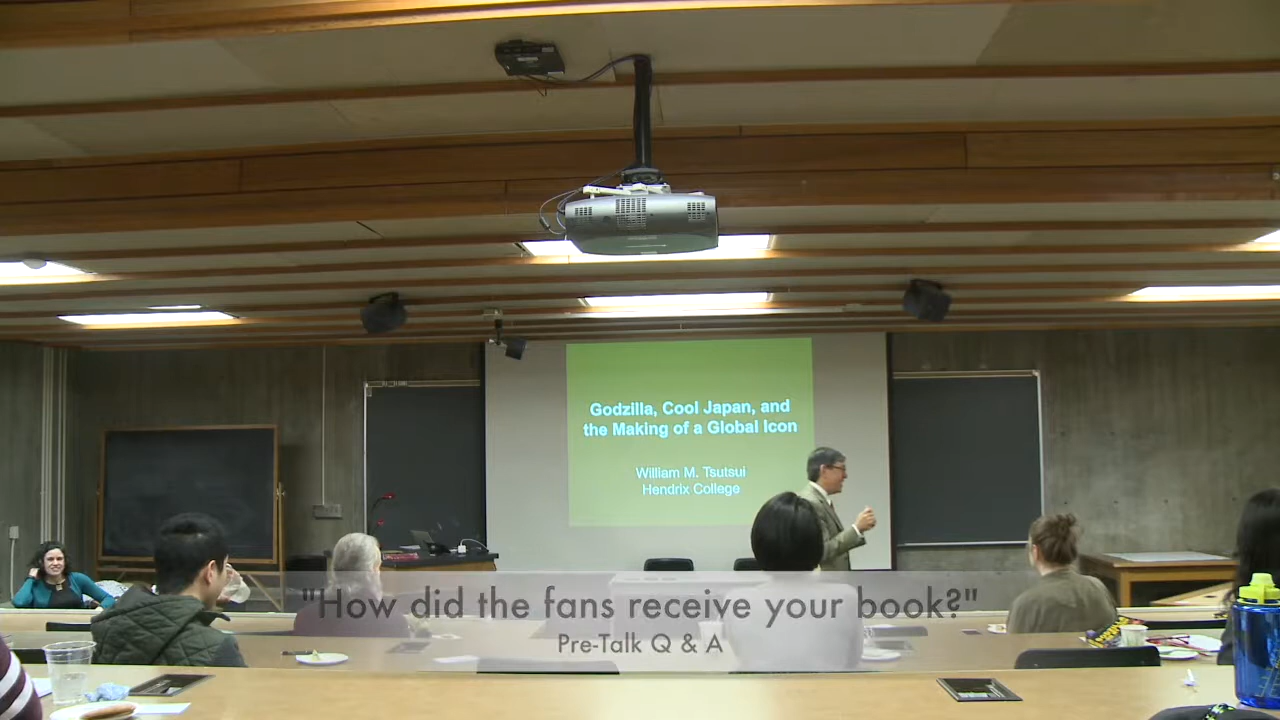 Godzilla, Cool Japan, and
the Making of a Global Icon
William M. Tsutsui
Hendrix College
"How did the fans receive your book?"
Pre-Talk Q & A